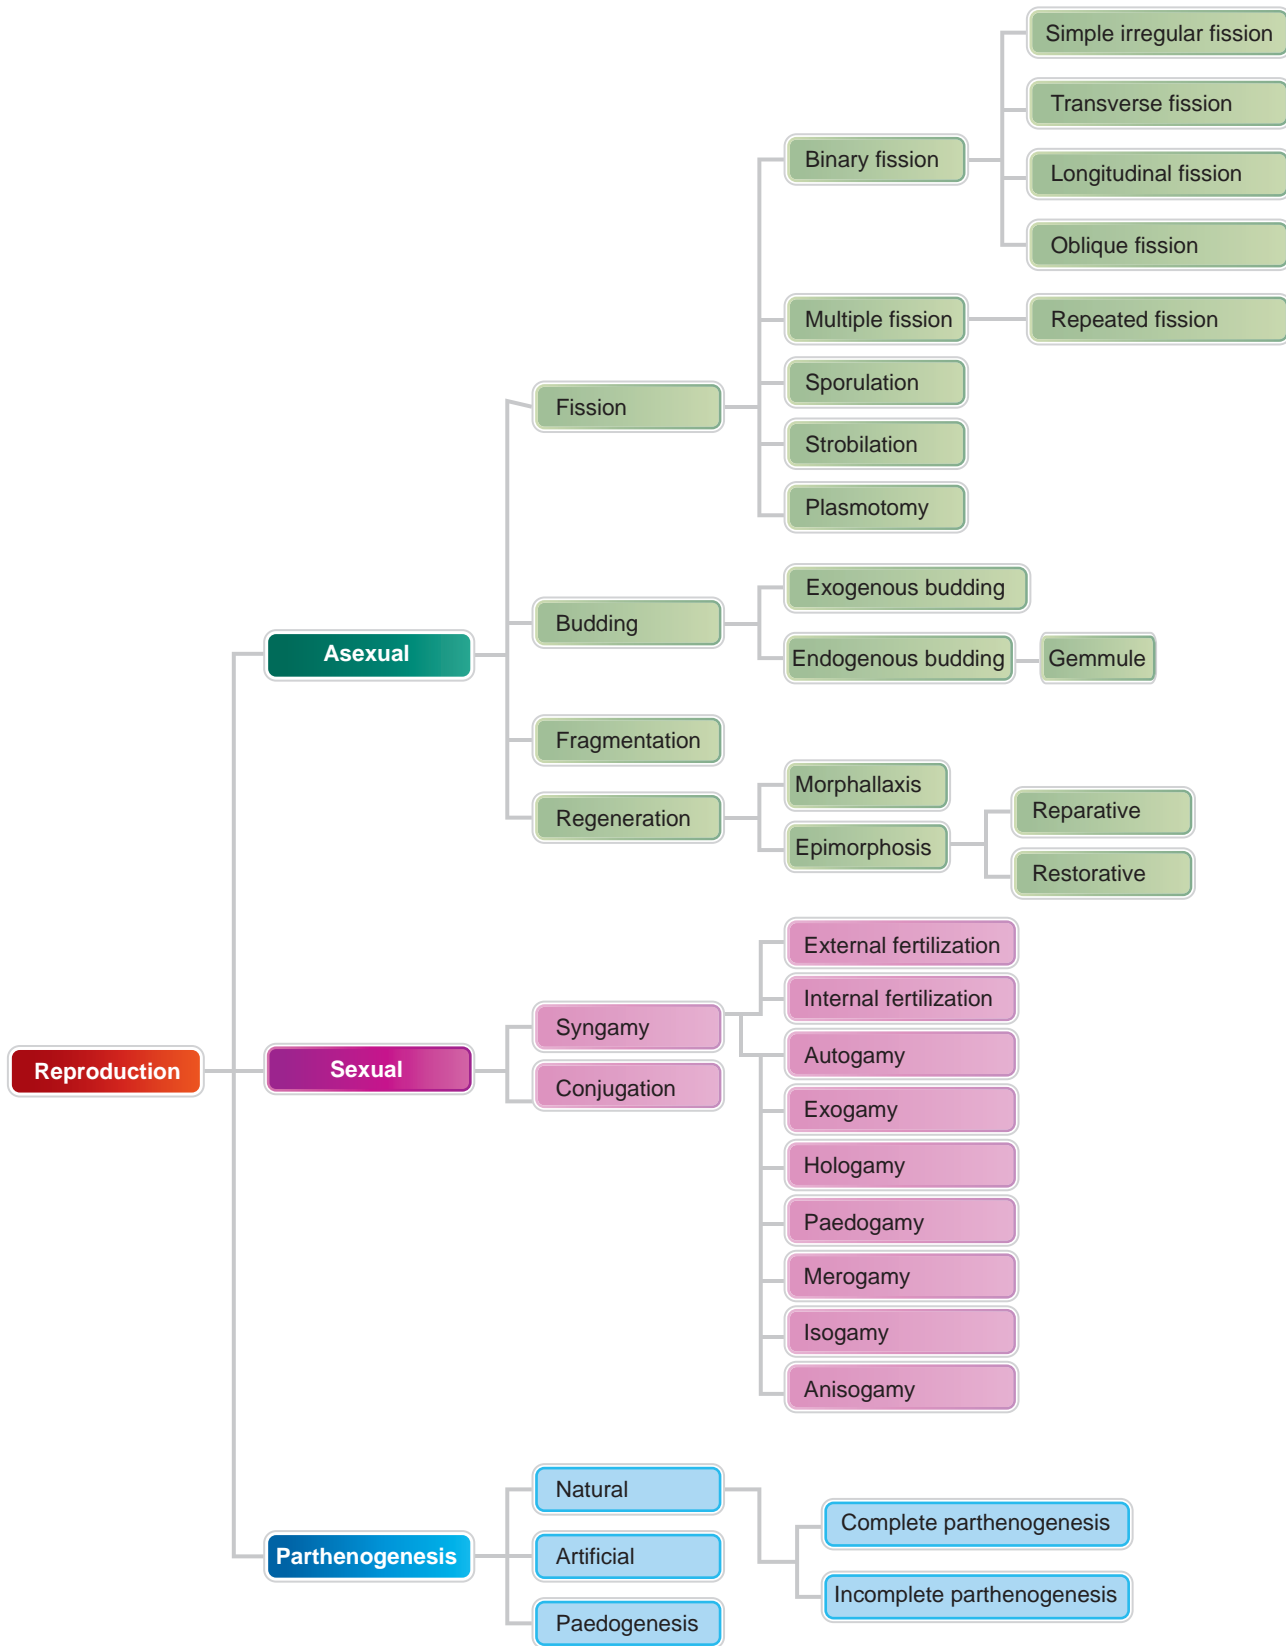 Simple irregular fission
Transverse fission
Binary fission
Longitudinal fission
Oblique fission
Multiple fission
Repeated fission
Sporulation
Fission
Strobilation
Plasmotomy
Exogenous budding
Budding
Asexual
Endogenous budding
Gemmule
Fragmentation
Morphallaxis
Regeneration
Reparative
Epimorphosis
Restorative
External fertilization
Internal fertilization
Syngamy
Autogamy
Reproduction
Sexual
Conjugation
Exogamy
Hologamy
Paedogamy
Merogamy
Isogamy
Anisogamy
Natural
Complete parthenogenesis
Parthenogenesis
Artificial
Incomplete parthenogenesis
Paedogenesis